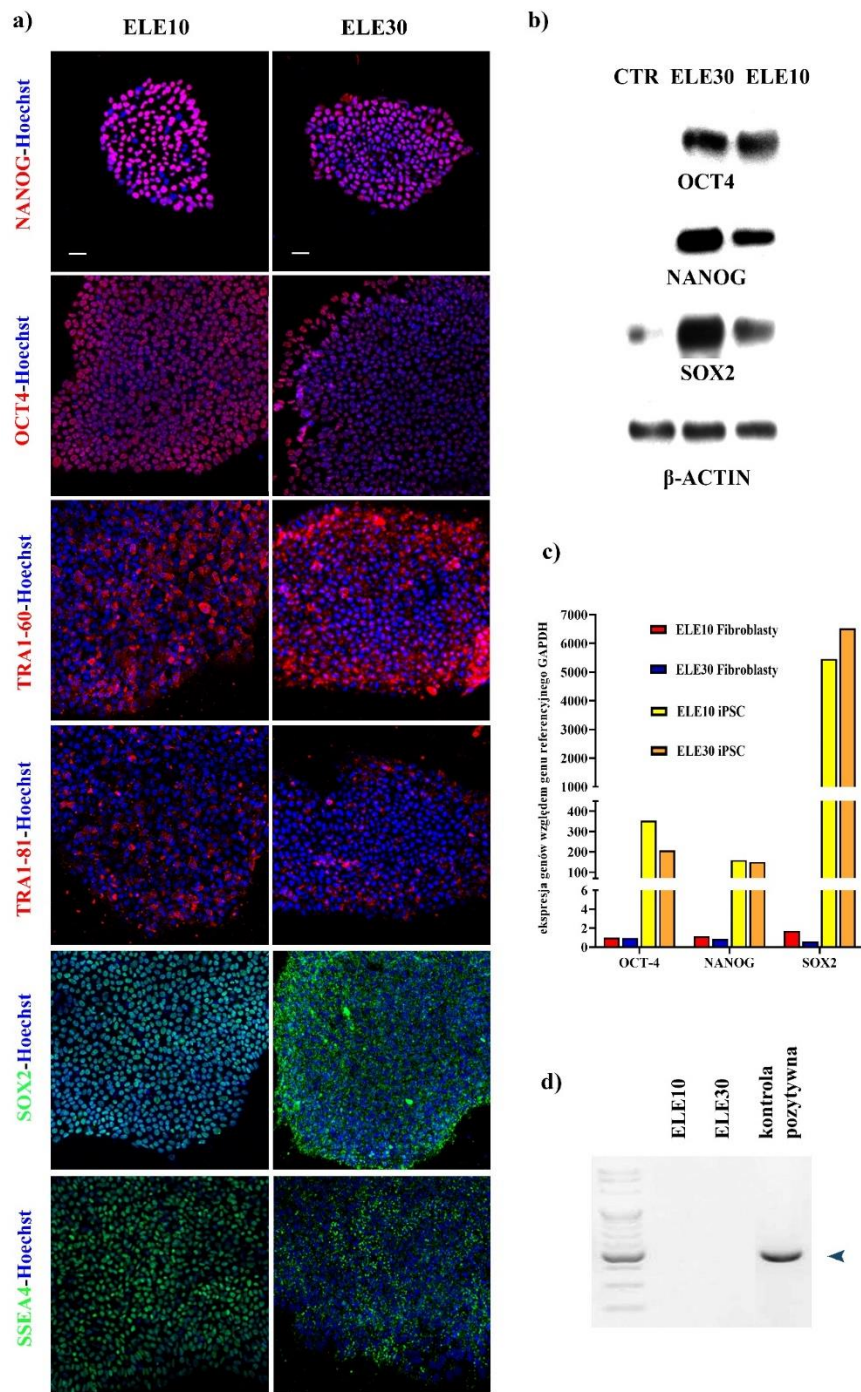 a)
ELE10
ELE30
NANOG-Hoechst
OCT4-Hoechst
TRA1-60-Hoechst
TRA1-81-Hoechst
SOX2-Hoechst
SSEA4-Hoechst
b)
CTR ELE30 ELE10
OCT4
NANOG
SOX2
β-ACTIN
c)
ekspresja genów względem genu referencyjnego GAPDH
7000
6000
5000
4000
3000
2000
1000
400
300
200
100
6
4
2
0
ELE10 Fibroblasty
ELE30 Fibroblasty
ELE10 iPSC
ELE30 iPSC
OCT-4
NANOG
SOX2
d)
ELE10
ELE30
kontrola
pozytywna